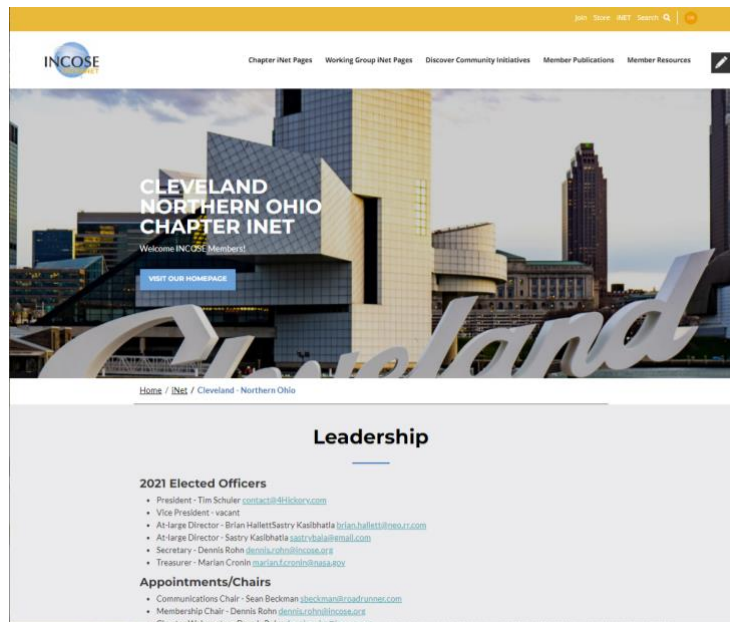 Join Store iNET Search
INCOSE
Chapter iNet Pages Working Group iNet Pages Discover Community Initiatives Member Publications Member Resources
CLEVELAND
NORTHERN OHIO
CHAPTER INET
Welcome INCOSE Members!
VISIT OUR HOMEPAGE
Cleveland
Home / iNet / Cleveland - Northern Ohio
Leadership
2021 Elected Officers
• President - Tim Schuler contact@4Hickory.com
• Vice President - vacant
• At-large Director - Brian HallettSastry Kasibhatla brian.hallett@neo.rr.com
• At-large Director - Sastry Kasibhatla sastrybala@gmail.com
• Secretary - Dennis Rohn dennis.rohn@incose.org
• Treasurer - Marian Cronin marian.f.cronin@nasa.gov
Appointments/Chairs
• Communications Chair - Sean Beckman sbeckman@roadrunner.com
• Membership Chair - Dennis Rohn dennis.rohn@incose.org